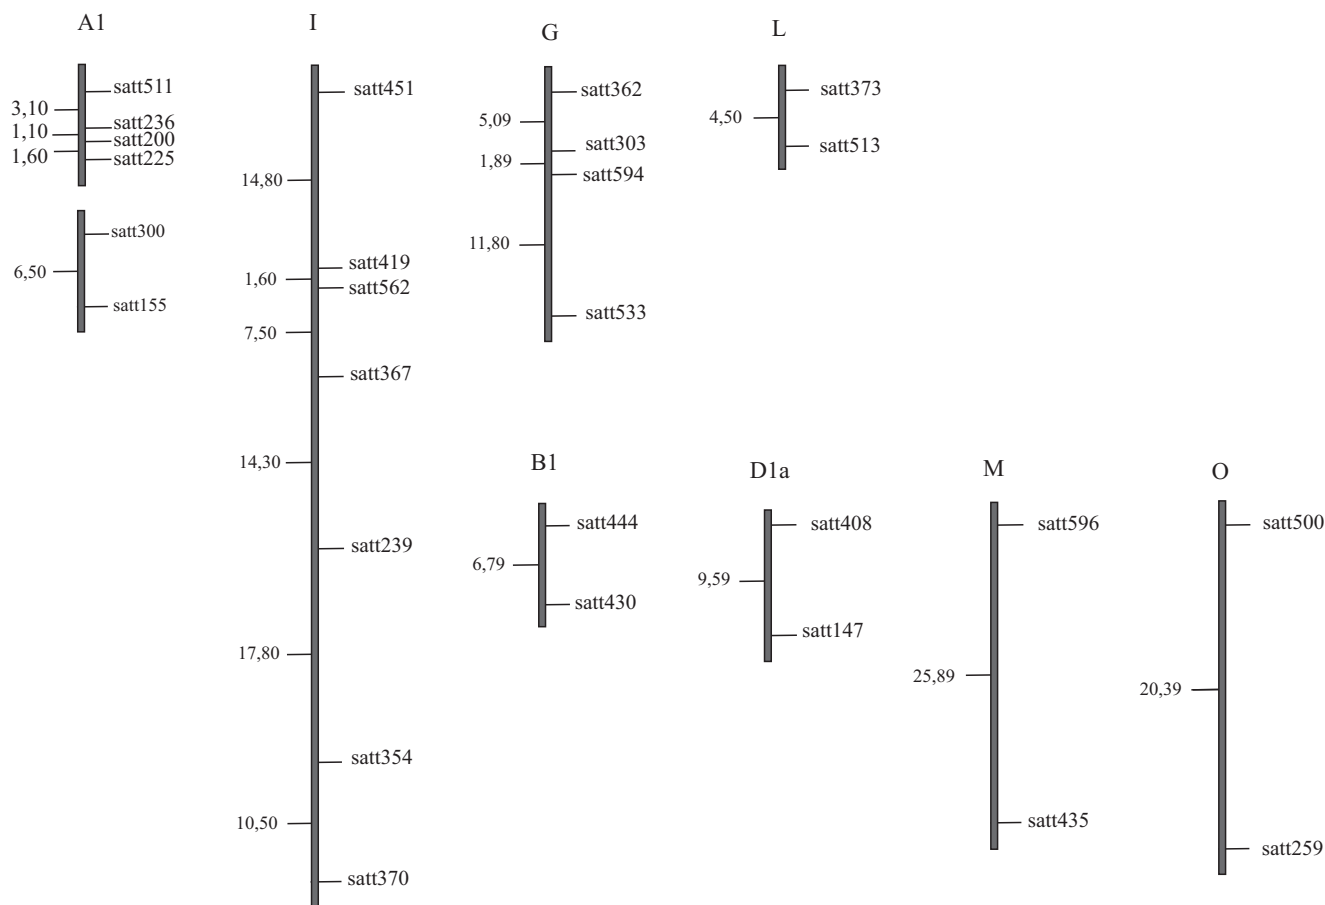 A1
satt511
3,10
satt236
1,10
satt200
1,60
satt225
satt300
6,50
satt155
I
satt451
14,80
satt419
1,60
satt562
7,50
satt367
14,30
satt239
17,80
satt354
10,50
satt370
G
satt362
5,09
satt303
1,89
satt594
11,80
satt533
L
satt373
4,50
satt513
B1
satt444
6,79
satt430
D1a
satt408
9,59
satt147
M
satt596
25,89
satt435
O
satt500
20,39
satt259